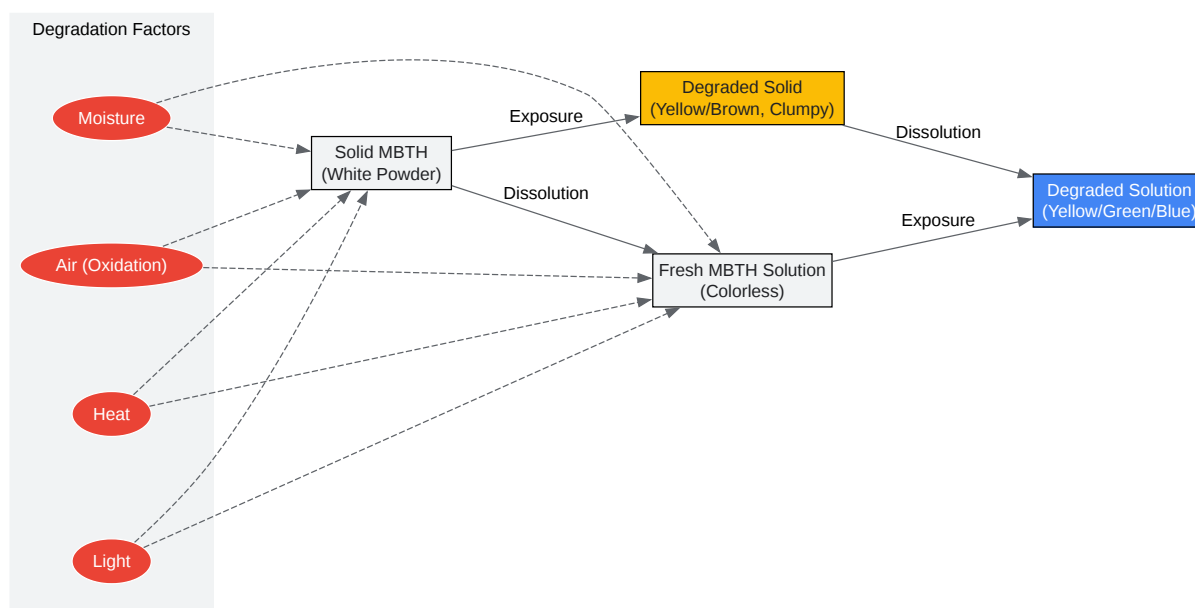 Degradation Factors
Moisture
Air (Oxidation)
Heat
Light
Solid MBTH
(White Powder)
Exposure
Dissolution
Degraded Solid
(Yellow/Brown, Clumpy)
Fresh MBTH Solution
(Colorless)
Dissolution
Exposure
Degraded Solution
(Yellow/Green/Blue)